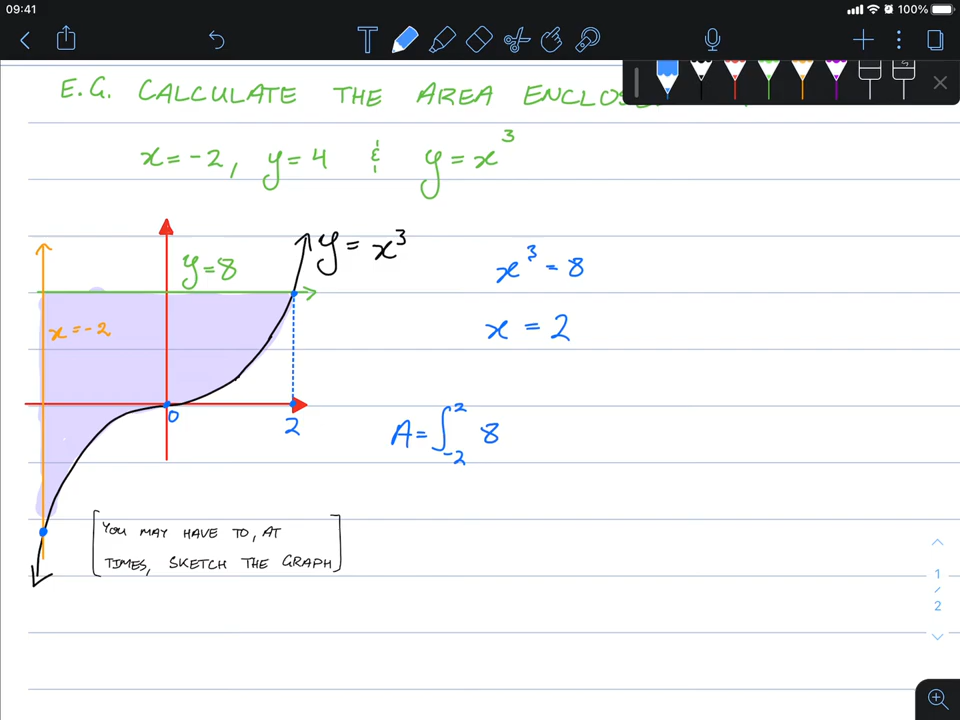 09:41
100%
E.G. CALCULATE THE AREA
x = -2, y = 4 & y = x³
y = x³
y = 8
x³ = 8
x = -2
x = 2
0
2
A = ∫₋₂² 8
[YOU MAY HAVE TO, AT
TIMES, SKETCH THE GRAPH]
1
/
2